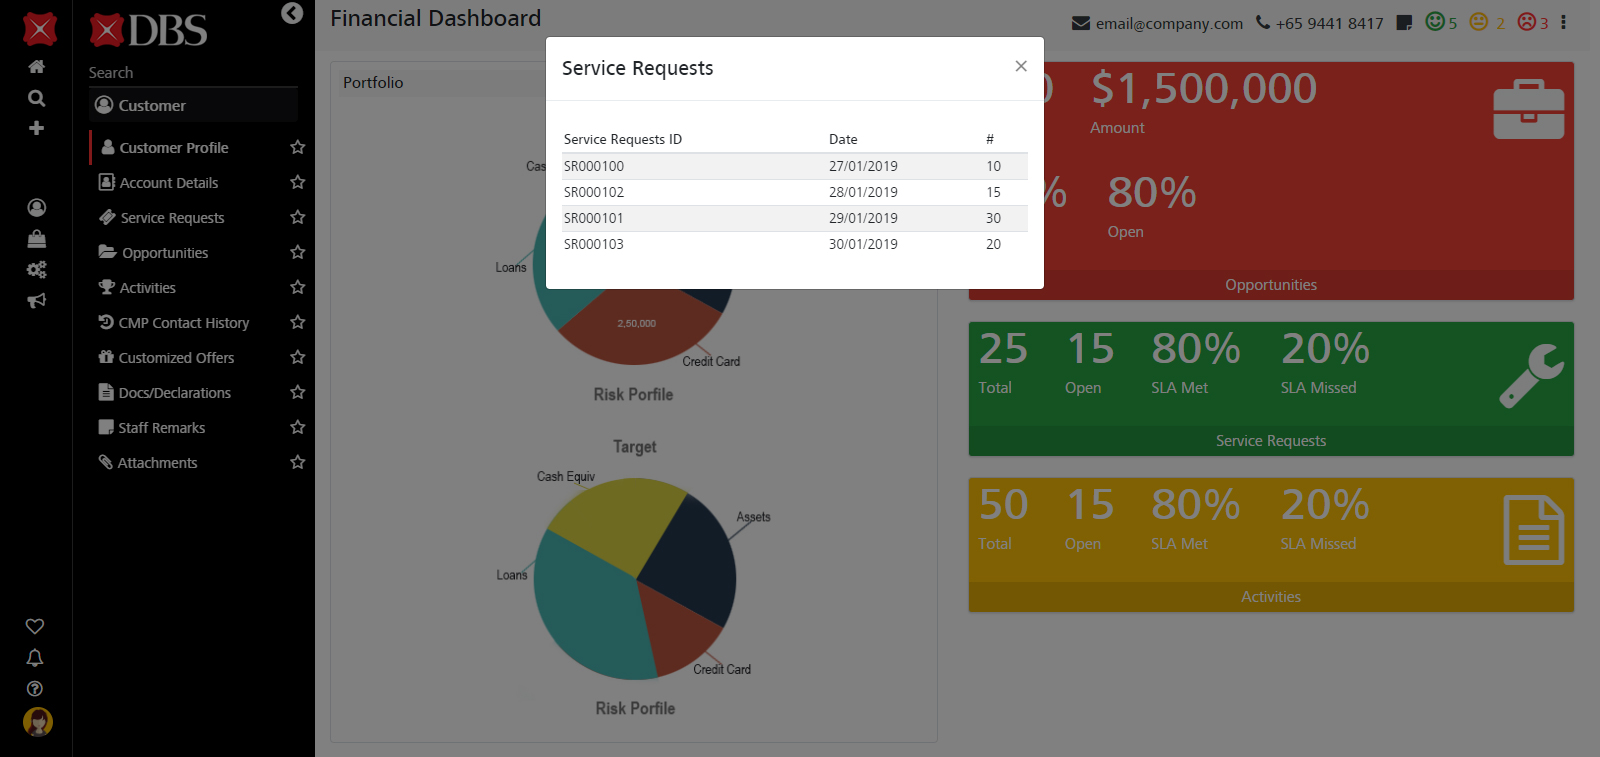 DBS
Search
Customer
Customer Profile
Account Details
Service Requests
Opportunities
Activities
CMP Contact History
Customized Offers
Docs/Declarations
Staff Remarks
Attachments
Financial Dashboard
email@company.com +65 9441 8417 5 2 3
Portfolio
Service Requests ×
Service Requests ID Date #
SR000100 27/01/2019 10
SR000102 28/01/2019 15
SR000101 29/01/2019 30
SR000103 30/01/2019 20
Loans
2,50,000
Credit Card
Risk Porfile
Target
Cash Equiv
Assets
Loans
Credit Card
Risk Porfile
$1,500,000
Amount
% 80%
Open
Opportunities
25 15 80% 20%
Total Open SLA Met SLA Missed
Service Requests
50 15 80% 20%
Total Open SLA Met SLA Missed
Activities